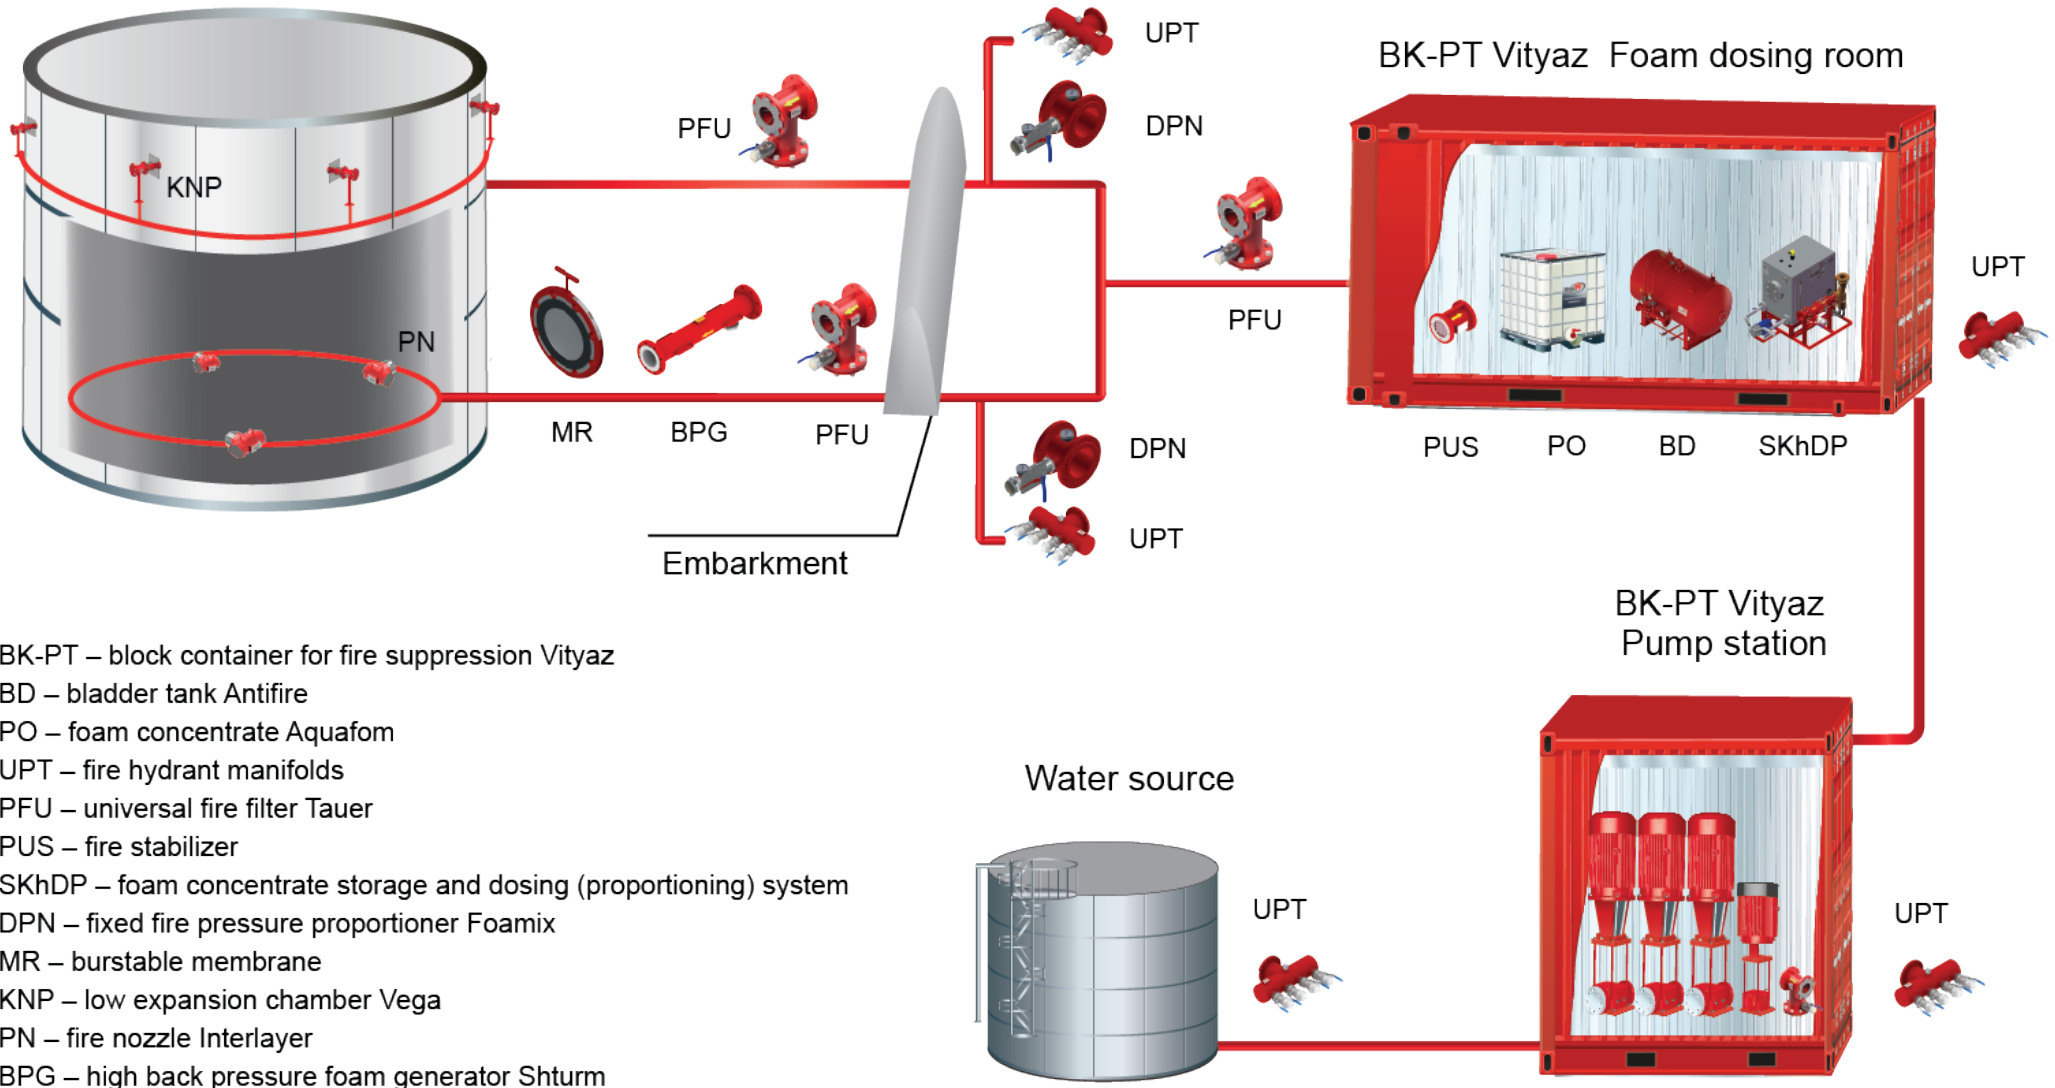 UPT
BK-PT Vityaz Foam dosing room
PFU
DPN
KNP
UPT
PFU
PN
MR
BPG
PFU
DPN
UPT
PUS
PO
BD
SKhDP
Embarkment
BK-PT Vityaz
Pump station
BK-PT – block container for fire suppression Vityaz
BD – bladder tank Antifire
PO – foam concentrate Aquafom
UPT – fire hydrant manifolds
PFU – universal fire filter Tauer
PUS – fire stabilizer
SKhDP – foam concentrate storage and dosing (proportioning) system
DPN – fixed fire pressure proportioner Foamix
MR – burstable membrane
KNP – low expansion chamber Vega
PN – fire nozzle Interlayer
BPG – high back pressure foam generator Shturm
Water source
UPT
UPT